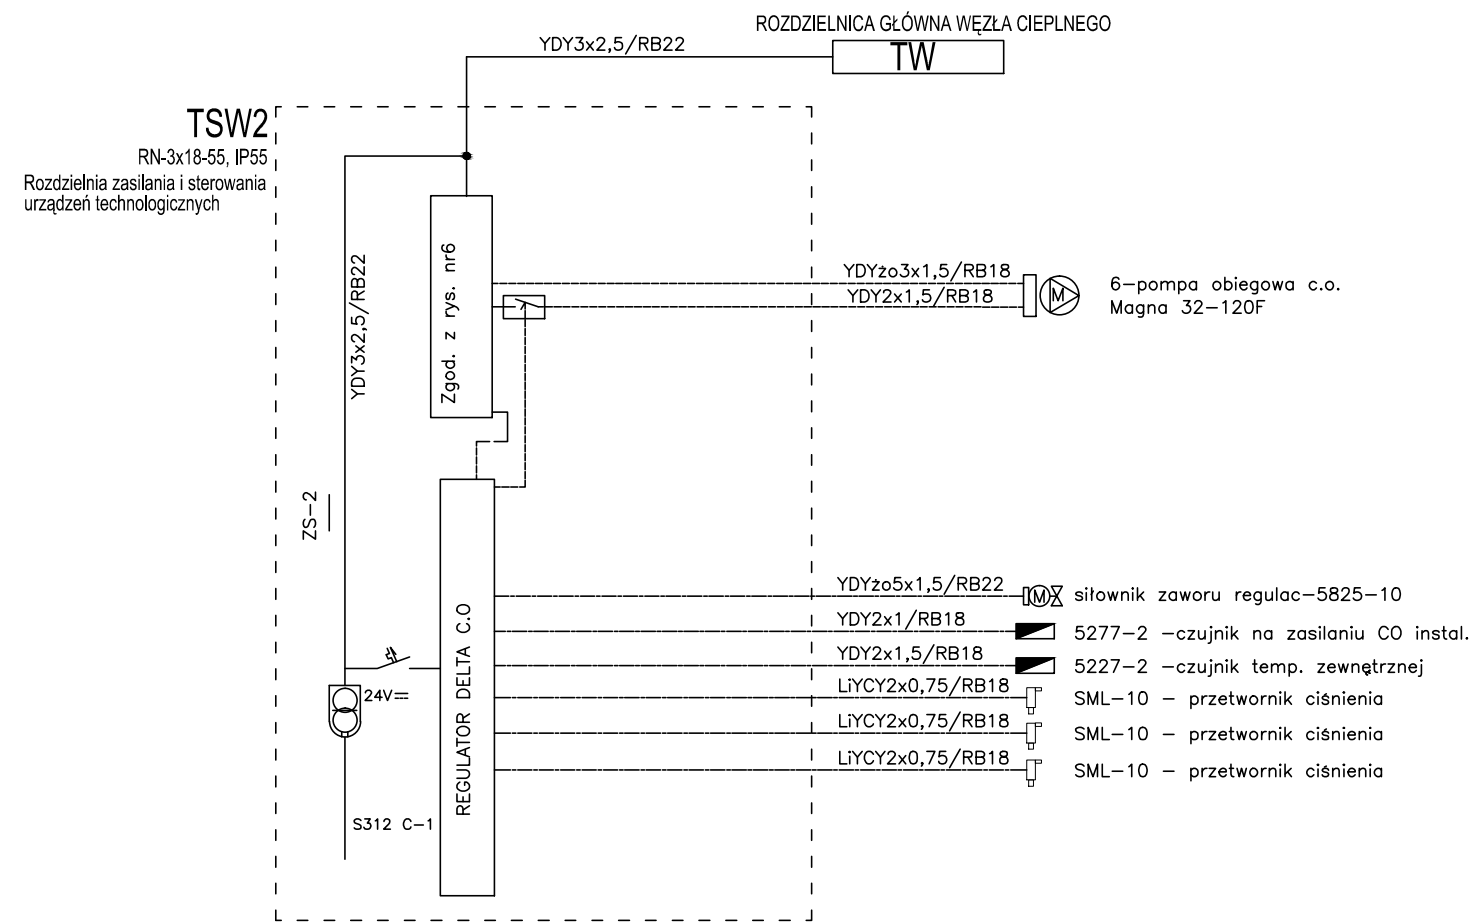 ROZDZIELNICA GŁÓWNA WĘZŁA CIEPLNEGO
TW
YDY3x2,5/RB22
TSW2
RN-3x18-55, IP55
Rozdzielnia zasilania i sterowania
urządzeń technologicznych
YDY3x2,5/RB22
Zgod. z rys. nr6
YDYżo3x1,5/RB18
YDY2x1,5/RB18
M
6-pompa obiegowa c.o.
Magna 32-120F
ZS-2
REGULATOR DELTA C.O
YDYżo5x1,5/RB22
M
siłownik zaworu regulac-5825-10
YDY2x1/RB18
5277-2 -czujnik na zasilaniu CO instal.
YDY2x1,5/RB18
5227-2 -czujnik temp. zewnętrznej
24V
LiYCY2x0,75/RB18
SML-10 - przetwornik ciśnienia
LiYCY2x0,75/RB18
SML-10 - przetwornik ciśnienia
LiYCY2x0,75/RB18
SML-10 - przetwornik ciśnienia
S312 C-1